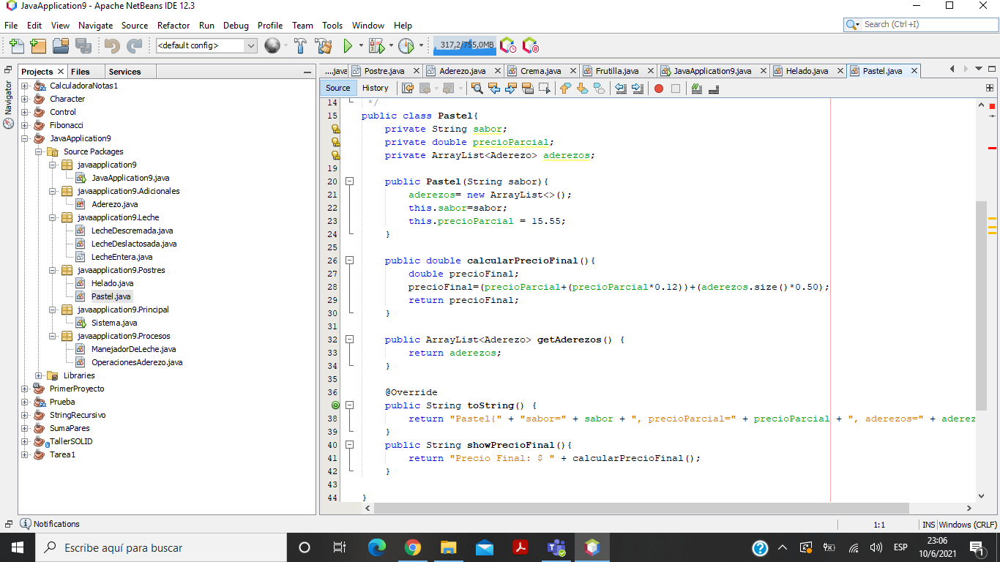 JavaApplication9 - Apache NetBeans IDE 12.3
File Edit View Navigate Source Refactor Run Debug Profile Team Tools Window Help
Search (Ctrl+I)
<default config>
317,2/755,0MB
Projects Files Services
Navigator
CalculadoraNotas1
Character
Control
Fibonacci
JavaApplication9
Source Packages
javaapplication9
JavaApplication9.java
javaapplication9.Adicionales
Aderezo.java
javaapplication9.Leche
LecheDescremada.java
LecheDeslactosada.java
LecheEntera.java
javaapplication9.Postres
Helado.java
Pastel.java
javaapplication9.Principal
Sistema.java
javaapplication9.Procesos
ManejadorDeLeche.java
OperacionesAderezo.java
Libraries
PrimerProyecto
Prueba
StringRecursivo
SumaPares
TallerSOLID
Tarea1
....java Postre.java Aderezo.java Crema.java Frutilla.java JavaApplication9.java Helado.java Pastel.java
Source History
14 */
15 public class Pastel{
private String sabor;
private double precioParcial;
private ArrayList<Aderezo> aderezos;
19
20 public Pastel(String sabor){
21 aderezos= new ArrayList<>();
22 this.sabor=sabor;
23 this.precioParcial = 15.55;
24 }
25
26 public double calcularPrecioFinal(){
27 double precioFinal;
28 precioFinal=(precioParcial+(precioParcial*0.12))+(aderezos.size()*0.50);
29 return precioFinal;
30 }
31
32 public ArrayList<Aderezo> getAderezos() {
33 return aderezos;
34 }
35
36 @Override
public String toString() {
38 return "Pastel{" + "sabor=" + sabor + ", precioParcial=" + precioParcial + ", aderezos=" + aderez
39 }
40 public String showPrecioFinal(){
41 return "Precio Final: $ " + calcularPrecioFinal();
42 }
43
44 }
Notifications
1:1 INS Windows (CRLF)
Escribe aquí para buscar
ESP
23:06
10/6/2021
1